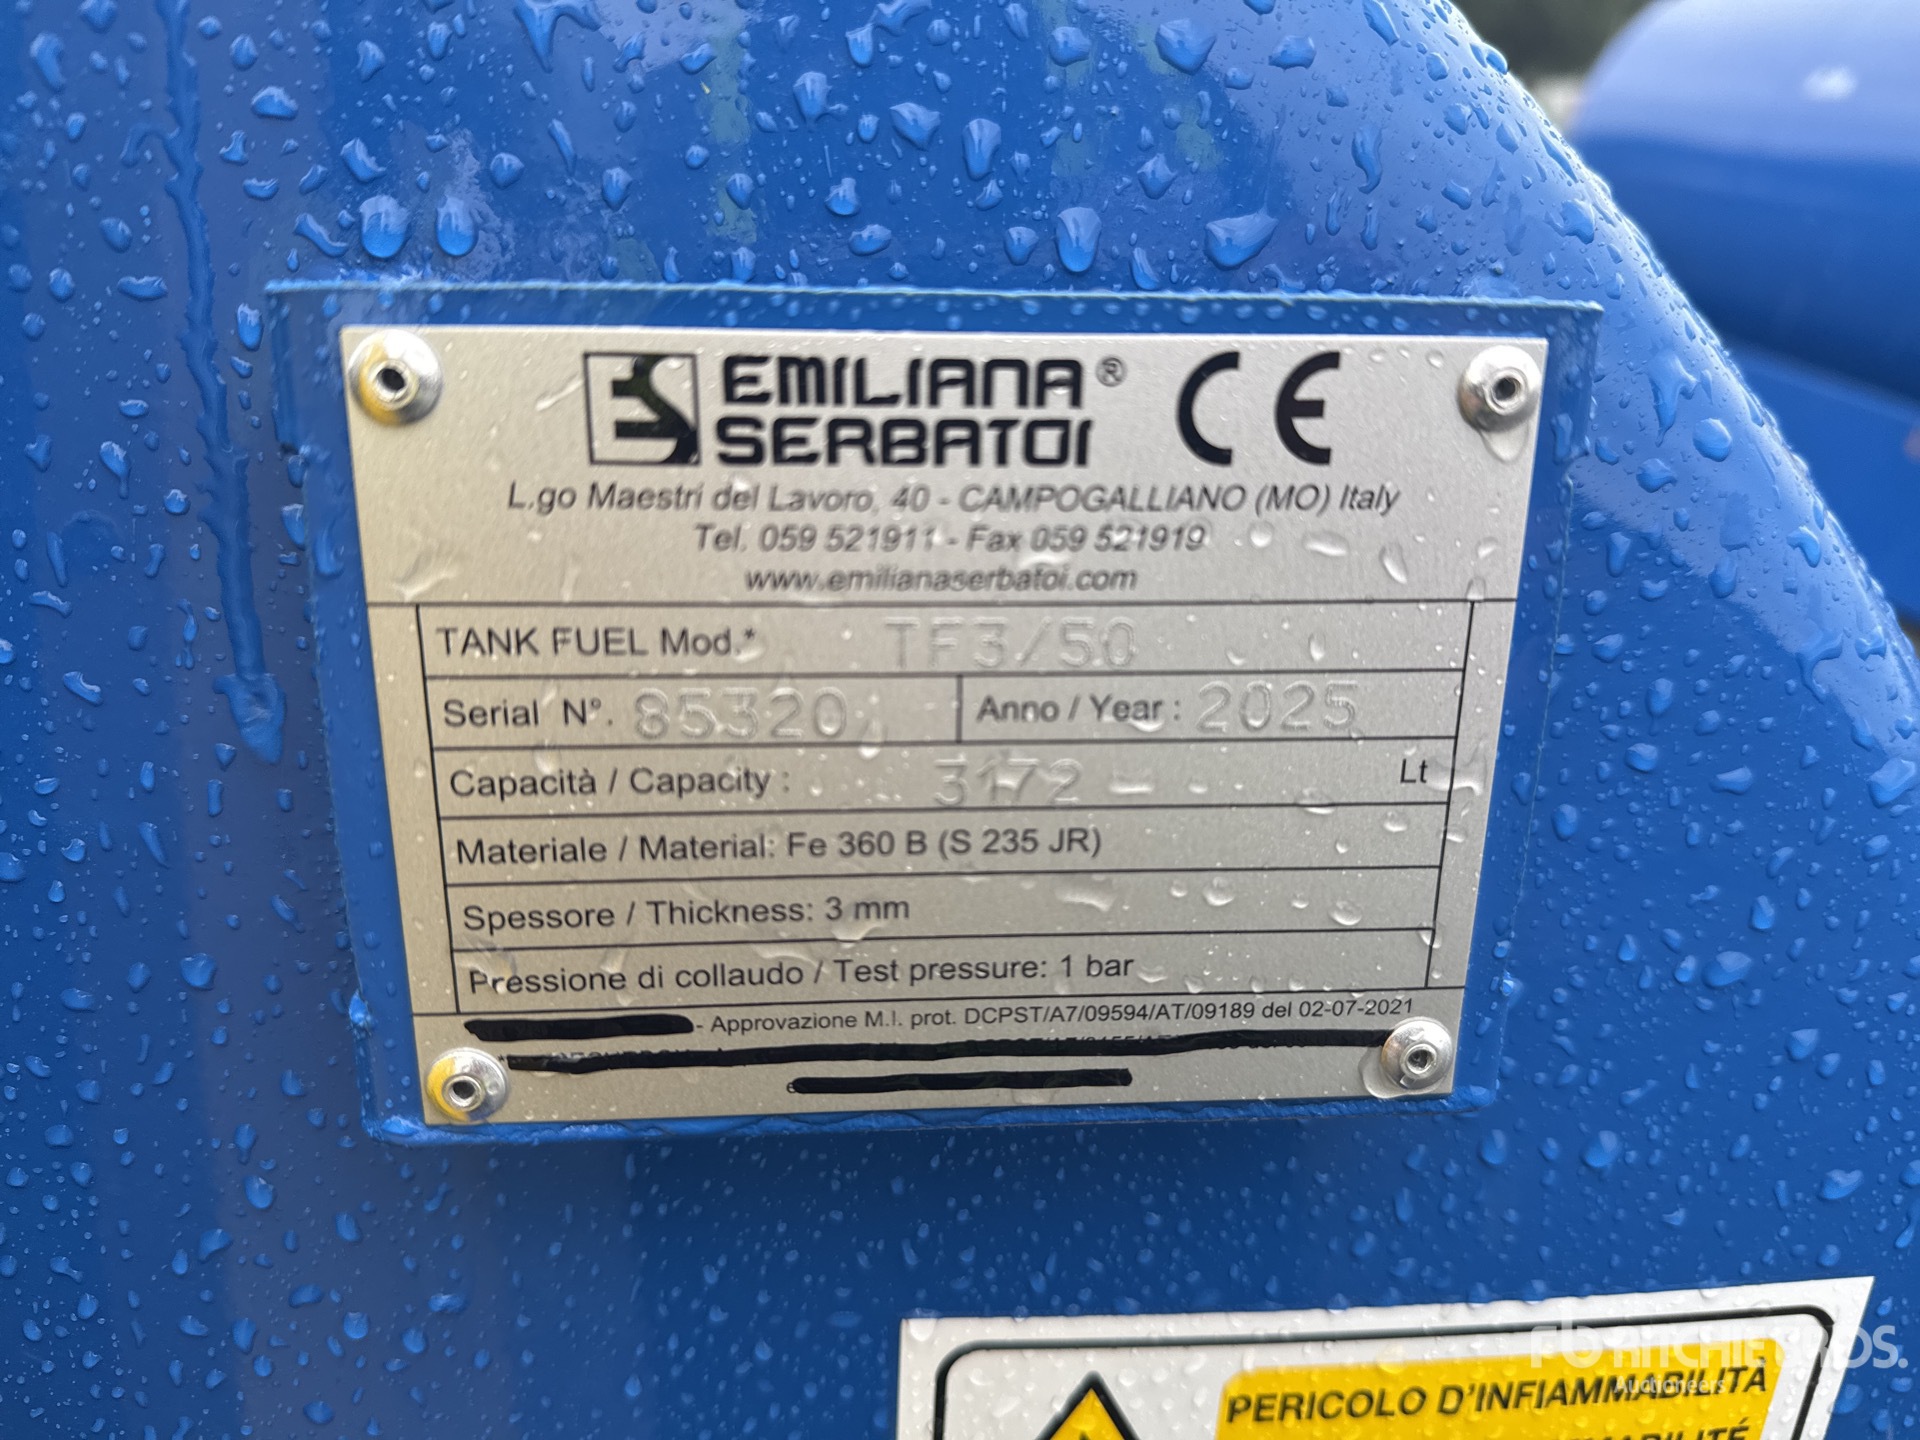 EMILIANA® CE
SERBATOI
L.go Maestri del Lavoro, 40 - CAMPOGALLIANO (MO) Italy
Tel. 059 521911 - Fax 059 521919
www.emilianaserbatoi.com
TANK FUEL Mod.* TF3/50
Serial N°. 85320 Anno / Year : 2025
Capacità / Capacity : 3172 Lt
Materiale / Material: Fe 360 B (S 235 JR)
Spessore / Thickness: 3 mm
Pressione di collaudo / Test pressure: 1 bar
- Approvazione M.I. prot. DCPST/A7/09594/AT/09189 del 02-07-2021
PERICOLO D'INFIAMMABILITÀ
RITCHIE BROS.
Auctioneers